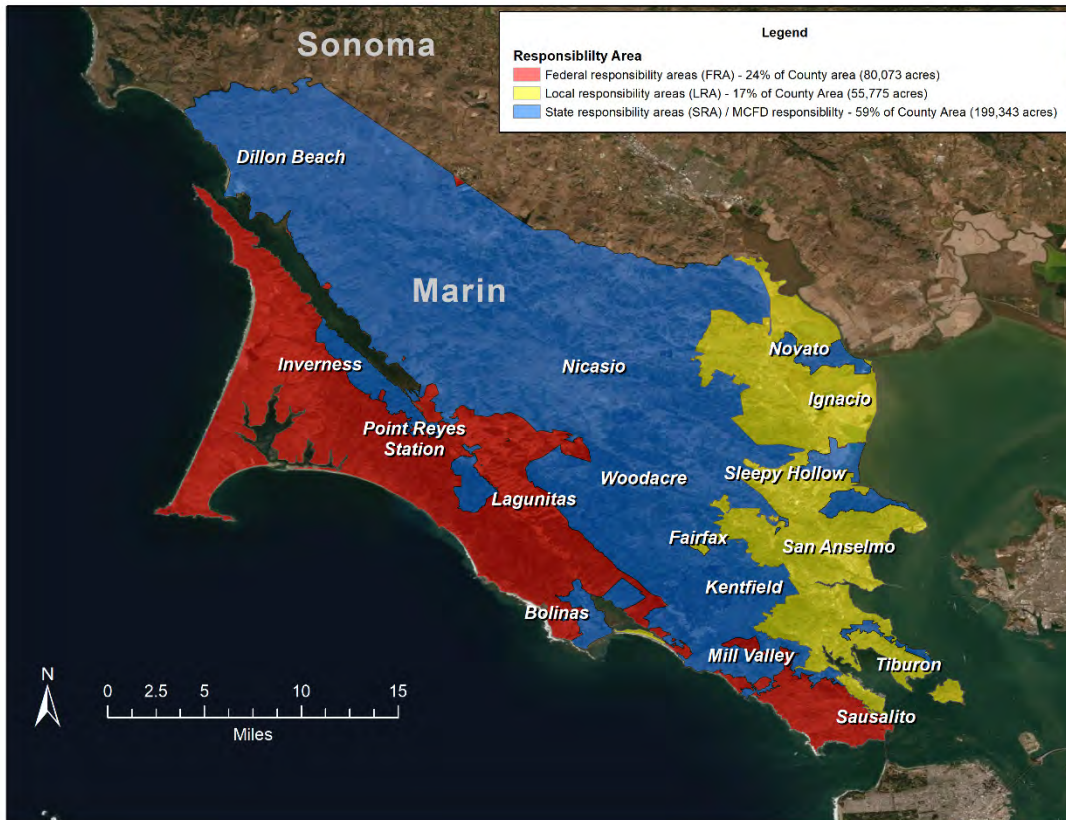 Sonoma
Legend
Responsiblilty Area
Federal responsibility areas (FRA) - 24% of County area (80,073 acres)
Local responsibility areas (LRA) - 17% of County Area (55,775 acres)
State responsibility areas (SRA) / MCFD responsiblity - 59% of County Area (199,343 acres)
Dillon Beach
Marin
Novato
Inverness
Nicasio
Ignacio
Point Reyes
Station
Sleepy Hollow
Woodacre
Lagunitas
Fairfax
San Anselmo
Kentfield
Bolinas
Mill Valley
Tiburon
Sausalito
N
0 2.5 5 10 15
Miles